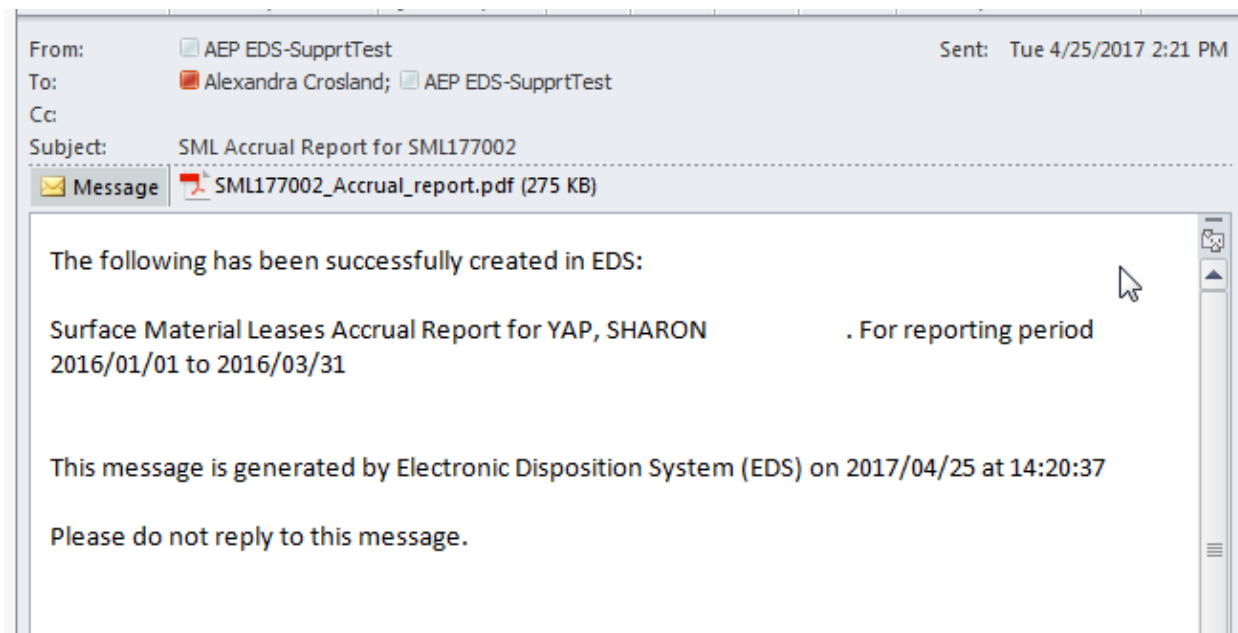 From: AEP EDS-SupprtTest Sent: Tue 4/25/2017 2:21 PM
To: Alexandra Crosland; AEP EDS-SupprtTest
Cc:
Subject: SML Accrual Report for SML177002
Message SML177002_Accrual_report.pdf (275 KB)
The following has been successfully created in EDS:
Surface Material Leases Accrual Report for YAP, SHARON . For reporting period
2016/01/01 to 2016/03/31
This message is generated by Electronic Disposition System (EDS) on 2017/04/25 at 14:20:37
Please do not reply to this message.